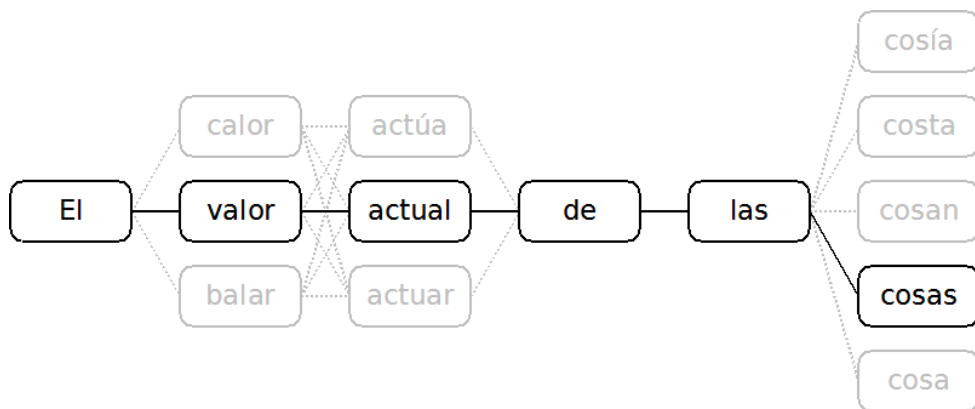 cosía
calor actúa costa
El valor actual de las cosan
balar actuar cosas
cosa